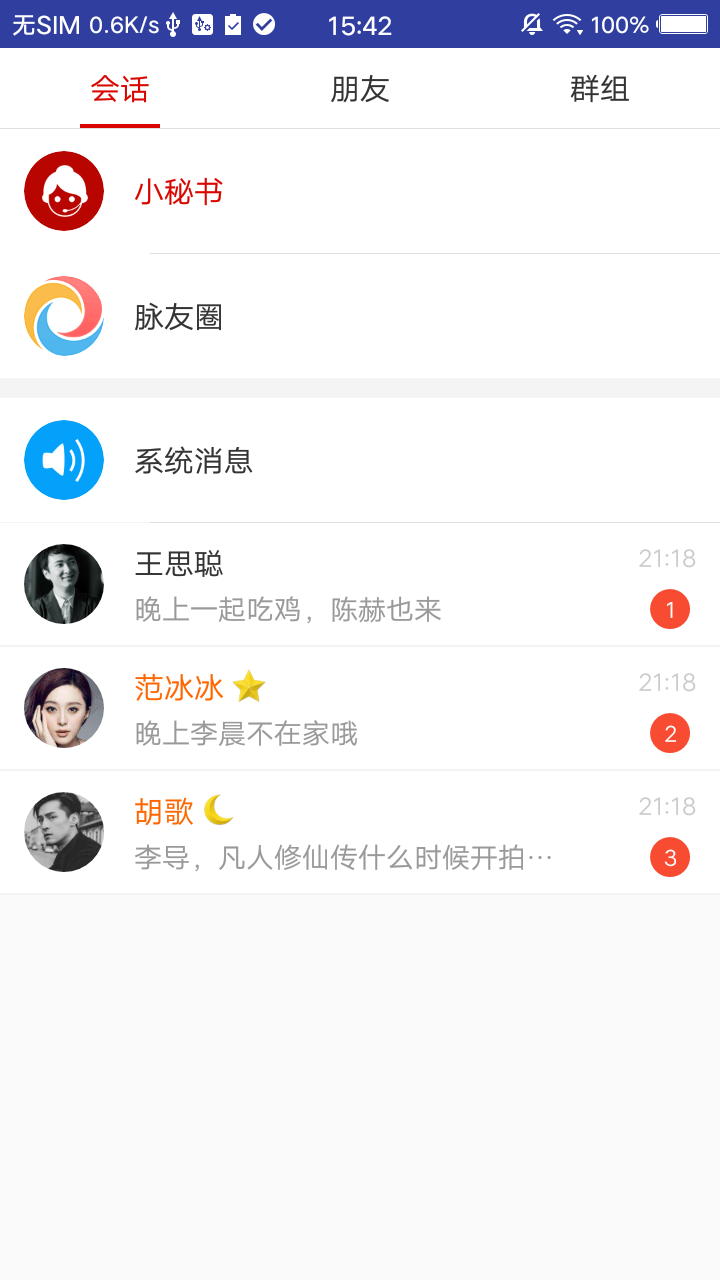 无SIM 0.6K/s 15:42 100%
会话 朋友 群组
小秘书
脉友圈
系统消息
王思聪 21:18
晚上一起吃鸡，陈赫也来 1
范冰冰 21:18
晚上李晨不在家哦 2
胡歌 21:18
李导，凡人修仙传什么时候开拍… 3